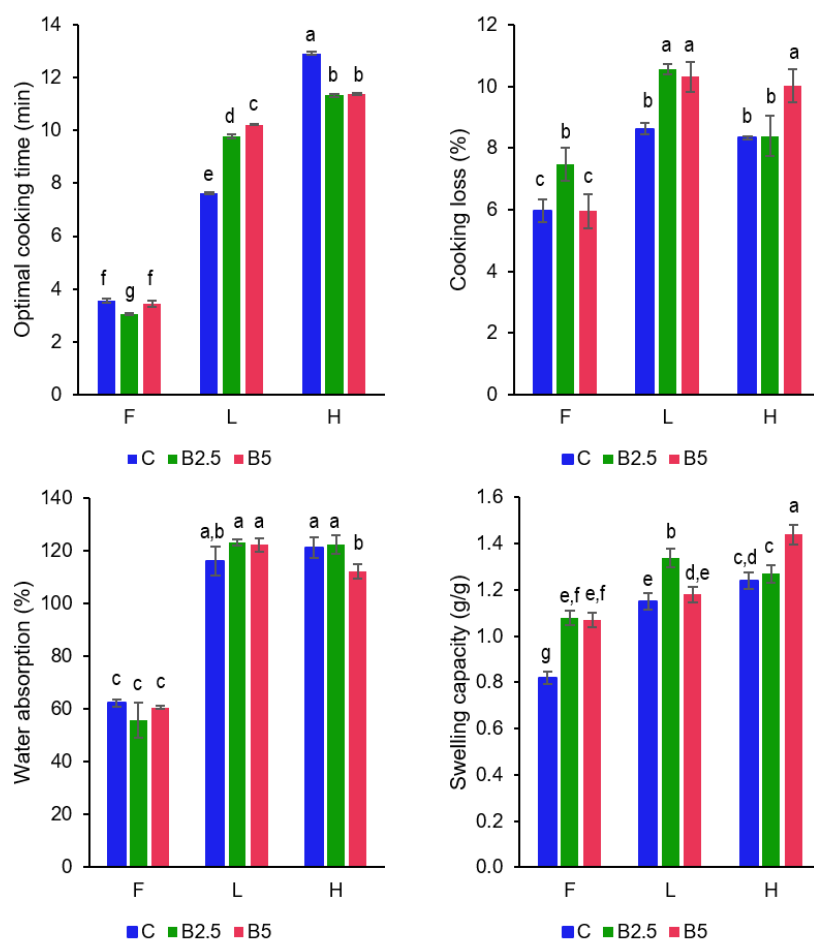 Optimal cooking time (min)
14
12
10
8
6
4
2
0
f
g
f
e
d
c
a
b
b
F
L
H
C
B2.5
B5
Cooking loss (%)
12
10
8
6
4
2
0
c
b
c
b
a
a
b
b
a
F
L
H
C
B2.5
B5
Water absorption (%)
140
120
100
80
60
40
20
0
c
c
c
a,b
a
a
a
a
b
F
L
H
C
B2.5
B5
Swelling capacity (g/g)
1.6
1.4
1.2
1.0
0.8
0.6
0.4
0.2
0.0
g
e,f
e,f
e
b
d,e
c,d
c
a
F
L
H
C
B2.5
B5